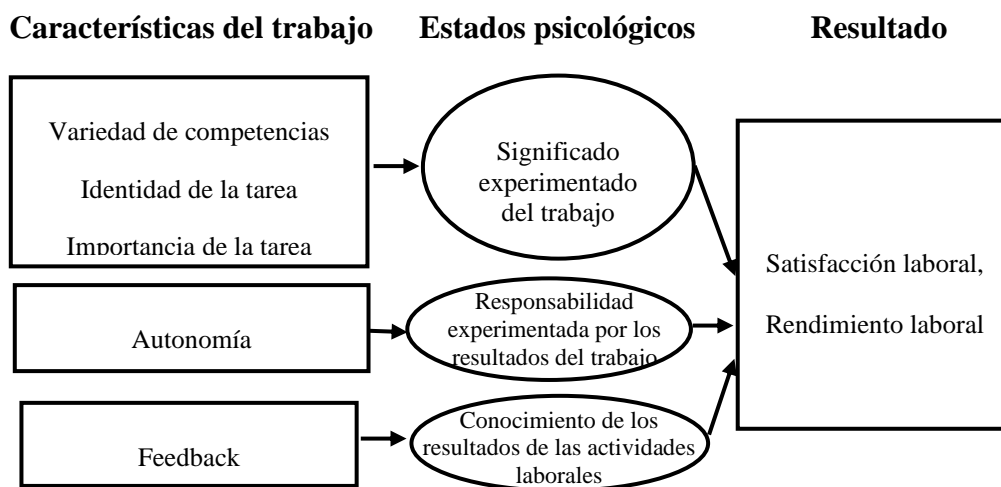 Características del trabajo
Estados psicológicos
Resultado
Variedad de competencias
Identidad de la tarea
Importancia de la tarea
Significado
experimentado
del trabajo
Autonomía
Responsabilidad
experimentada por los
resultados del trabajo
Feedback
Conocimiento de los
resultados de las actividades
laborales
Satisfacción laboral,
Rendimiento laboral